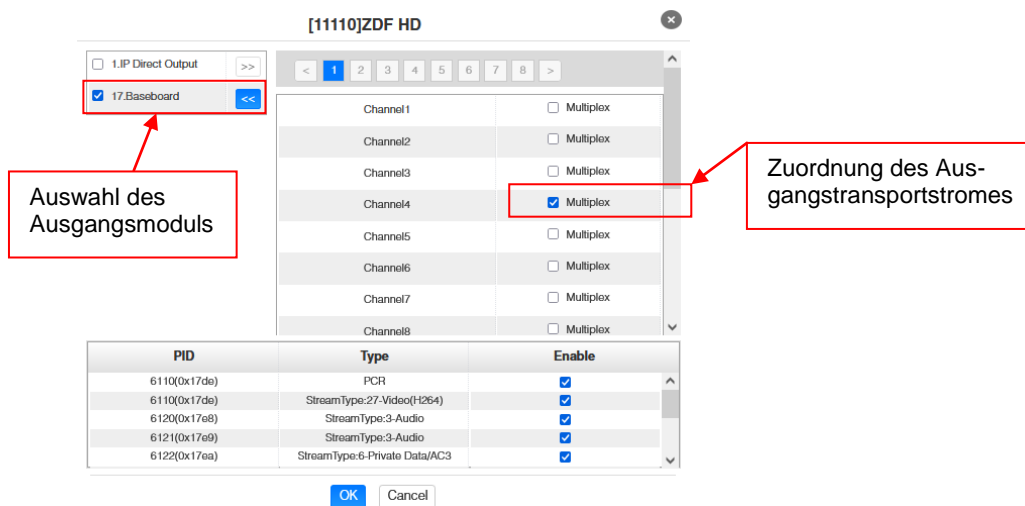 [11110]ZDF HD
1.IP Direct Output >>
17.Baseboard <<
< 1 2 3 4 5 6 7 8 >
Channel1 Multiplex
Channel2 Multiplex
Channel3 Multiplex
Channel4 Multiplex
Channel5 Multiplex
Channel6 Multiplex
Channel7 Multiplex
Channel8 Multiplex
Auswahl des
Ausgangsmoduls
Zuordnung des Aus-
gangstransportstromes
PID Type Enable
6110(0x17de) PCR
6110(0x17de) StreamType:27-Video(H264)
6120(0x17e8) StreamType:3-Audio
6121(0x17e9) StreamType:3-Audio
6122(0x17ea) StreamType:6-Private Data/AC3
OK Cancel